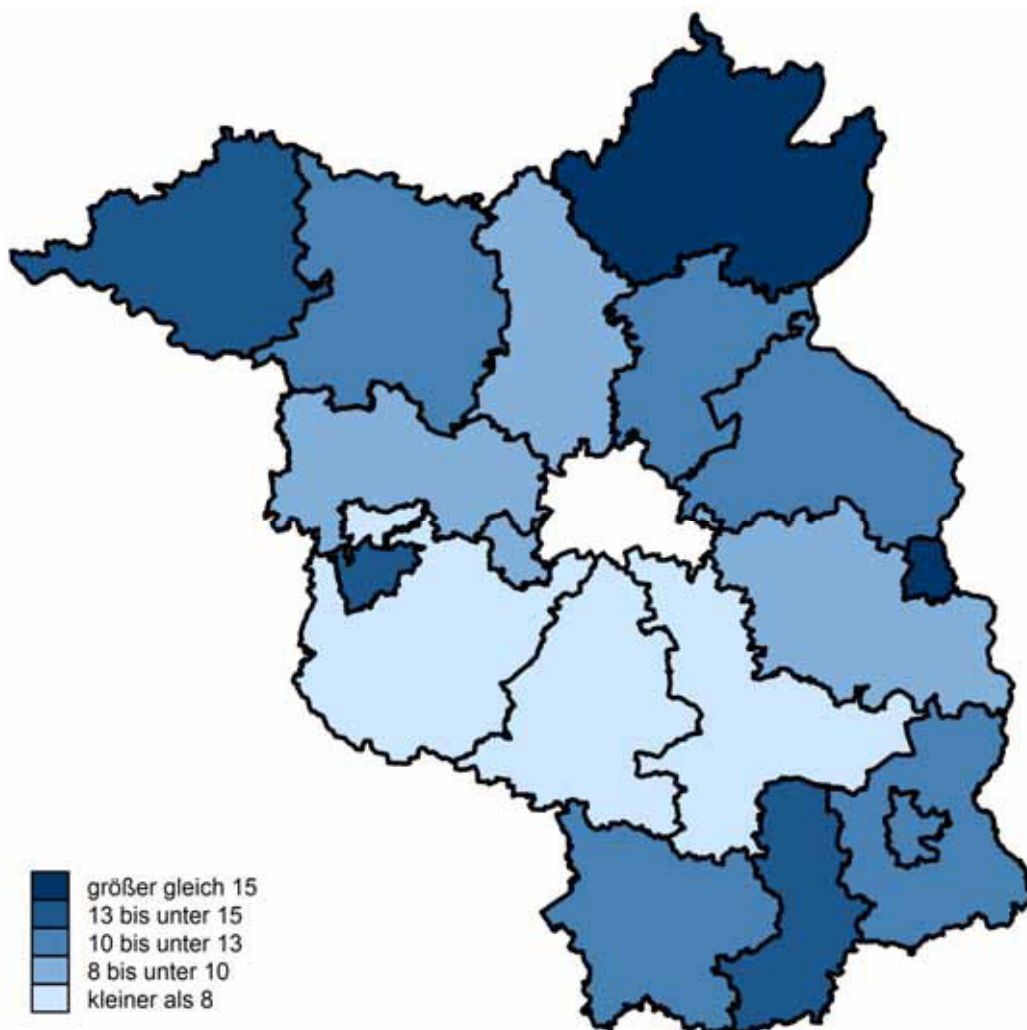 größer gleich 15
13 bis unter 15
10 bis unter 13
8 bis unter 10
kleiner als 8